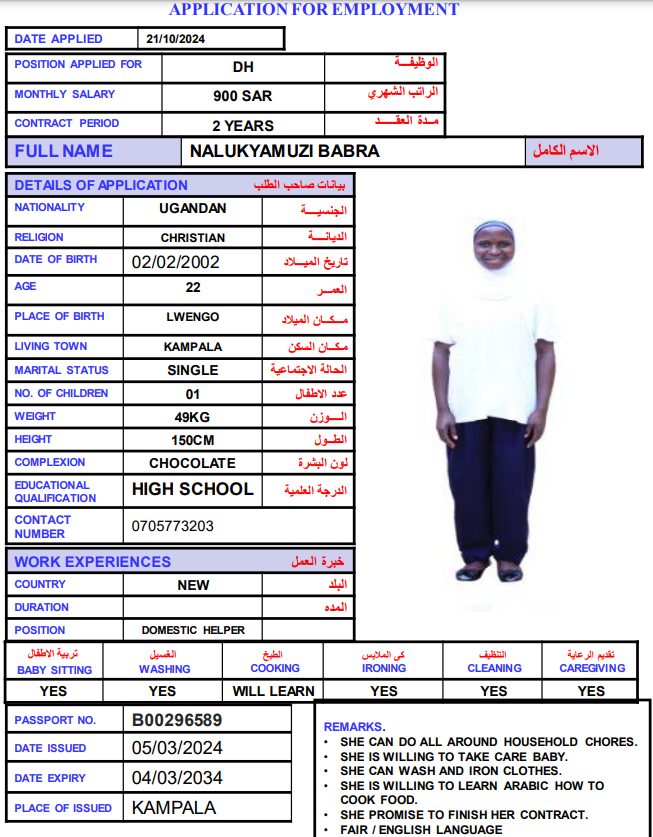 APPLICATION FOR EMPLOYMENT
DATE APPLIED 21/10/2024
POSITION APPLIED FOR DH الوظيفـــة
MONTHLY SALARY 900 SAR الراتب الشهري
CONTRACT PERIOD 2 YEARS مـدة العقـــد
FULL NAME NALUKYAMUZI BABRA الاسم الكامل
DETAILS OF APPLICATION بيانات صاحب الطلب
NATIONALITY UGANDAN الجنسيـــة
RELIGION CHRISTIAN الديانـــة
DATE OF BIRTH 02/02/2002 تاريخ الميـــلاد
AGE 22 العمـــر
PLACE OF BIRTH LWENGO مـكـان الميلاد
LIVING TOWN KAMPALA مـكـان السكن
MARITAL STATUS SINGLE الحالة الاجتماعية
NO. OF CHILDREN 01 عدد الاطفال
WEIGHT 49KG الـــوزن
HEIGHT 150CM الطـول
COMPLEXION CHOCOLATE لون البشرة
EDUCATIONAL QUALIFICATION HIGH SCHOOL الدرجة العلمية
CONTACT NUMBER 0705773203
WORK EXPERIENCES خبرة العمل
COUNTRY NEW البلد
DURATION المده
POSITION DOMESTIC HELPER
تربية الاطفال الغسيل الطبخ كي الملابس التنظيف تقديم الرعاية
BABY SITTING WASHING COOKING IRONING CLEANING CAREGIVING
YES YES WILL LEARN YES YES YES
PASSPORT NO. B00296589
DATE ISSUED 05/03/2024
DATE EXPIRY 04/03/2034
PLACE OF ISSUED KAMPALA
REMARKS.
• SHE CAN DO ALL AROUND HOUSEHOLD CHORES.
• SHE IS WILLING TO TAKE CARE BABY.
• SHE CAN WASH AND IRON CLOTHES.
• SHE IS WILLING TO LEARN ARABIC HOW TO
COOK FOOD.
• SHE PROMISE TO FINISH HER CONTRACT.
• FAIR / ENGLISH LANGUAGE